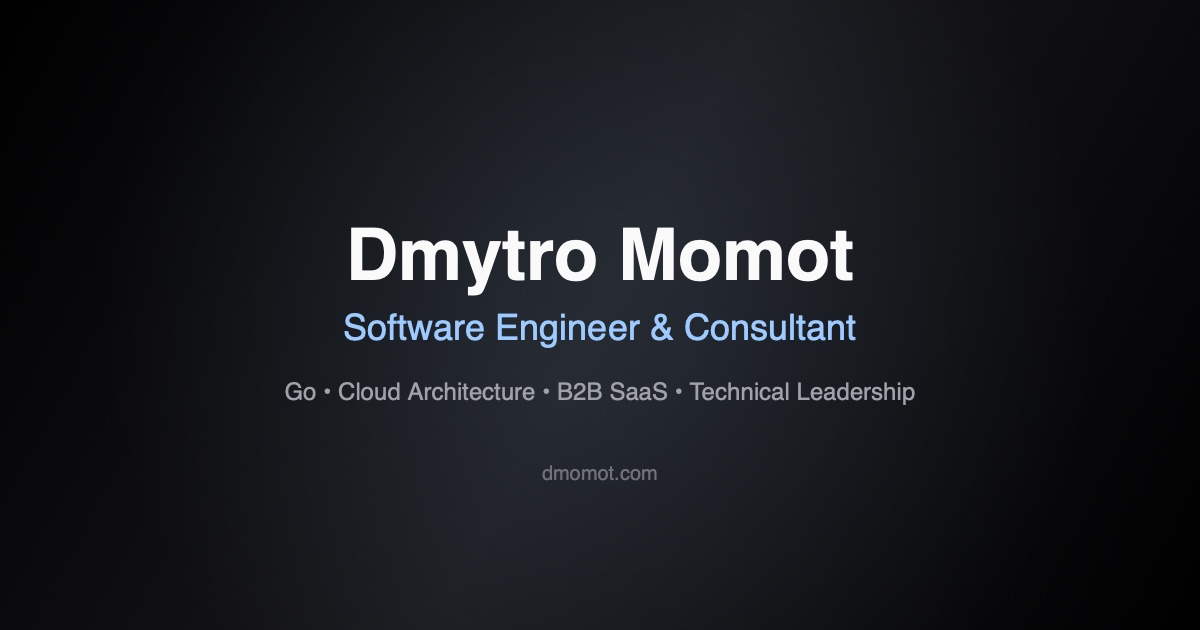 Dmytro Momot
Software Engineer & Consultant
Go • Cloud Architecture • B2B SaaS • Technical Leadership
dmomot.com